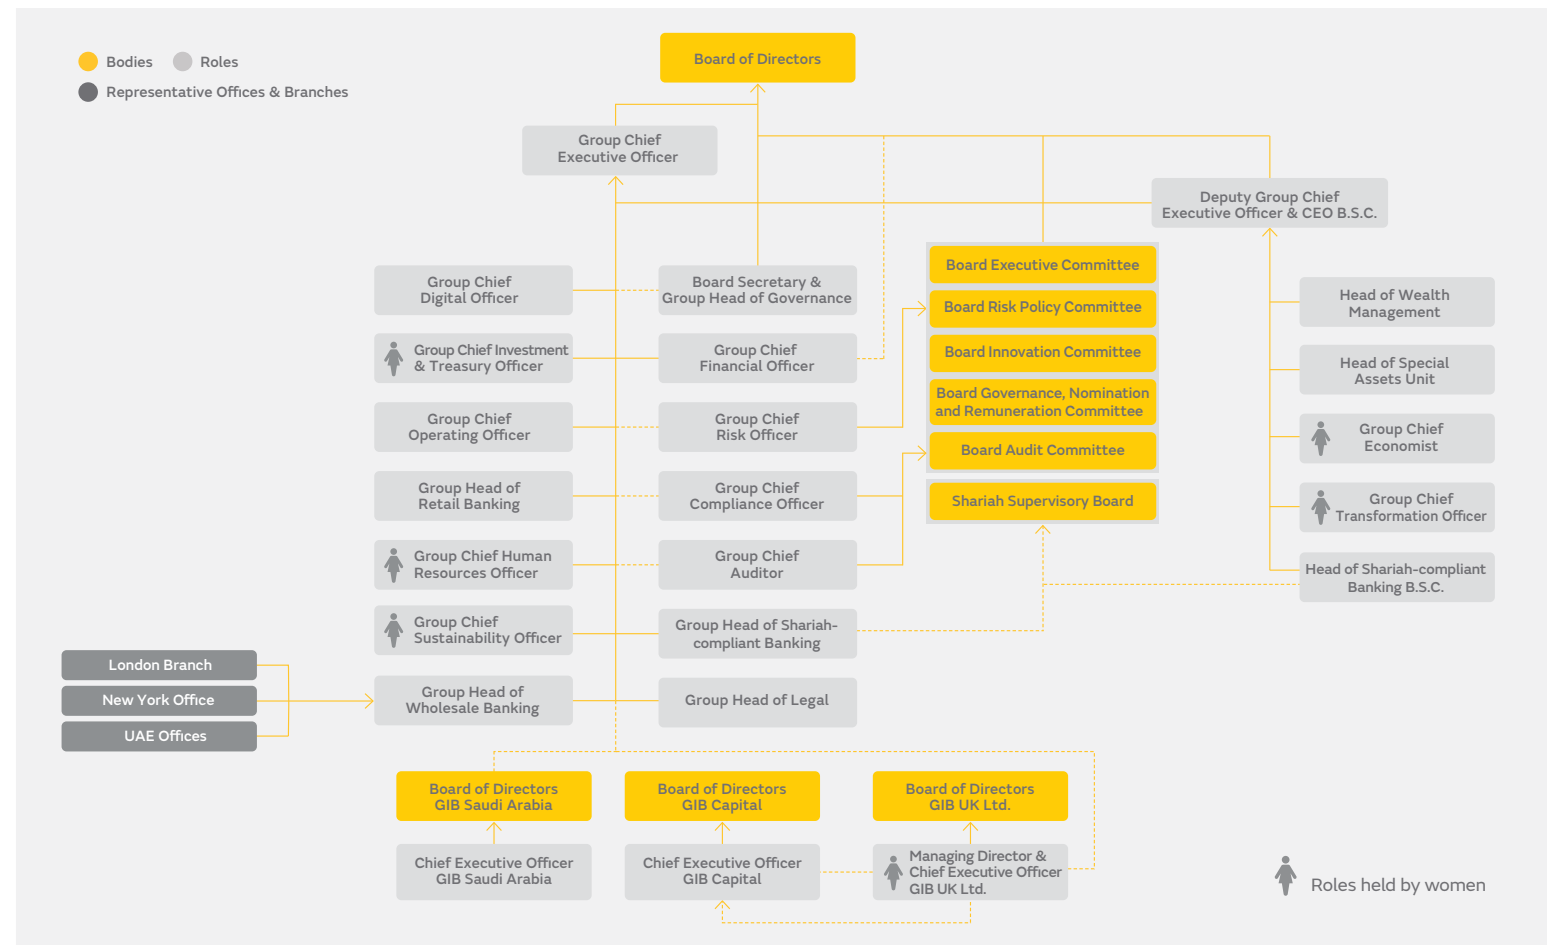 Bodies
Roles
Representative Offices & Branches
Board of Directors
Group Chief
Executive Officer
Deputy Group Chief
Executive Officer & CEO B.S.C.
Group Chief
Digital Officer
Board Secretary &
Group Head of Governance
Group Chief Investment
& Treasury Officer
Group Chief
Financial Officer
Group Chief
Operating Officer
Group Chief
Risk Officer
Group Head of
Retail Banking
Group Chief
Compliance Officer
Group Chief Human
Resources Officer
Group Chief
Auditor
Group Chief
Sustainability Officer
Group Head of Shariah-
compliant Banking
Group Head of
Wholesale Banking
Group Head of Legal
Board Executive Committee
Board Risk Policy Committee
Board Innovation Committee
Board Governance, Nomination
and Remuneration Committee
Board Audit Committee
Shariah Supervisory Board
Head of Wealth
Management
Head of Special
Assets Unit
Group Chief
Economist
Group Chief
Transformation Officer
Head of Shariah-compliant
Banking B.S.C.
London Branch
New York Office
UAE Offices
Board of Directors
GIB Saudi Arabia
Board of Directors
GIB Capital
Board of Directors
GIB UK Ltd.
Chief Executive Officer
GIB Saudi Arabia
Chief Executive Officer
GIB Capital
Managing Director &
Chief Executive Officer
GIB UK Ltd.
Roles held by women